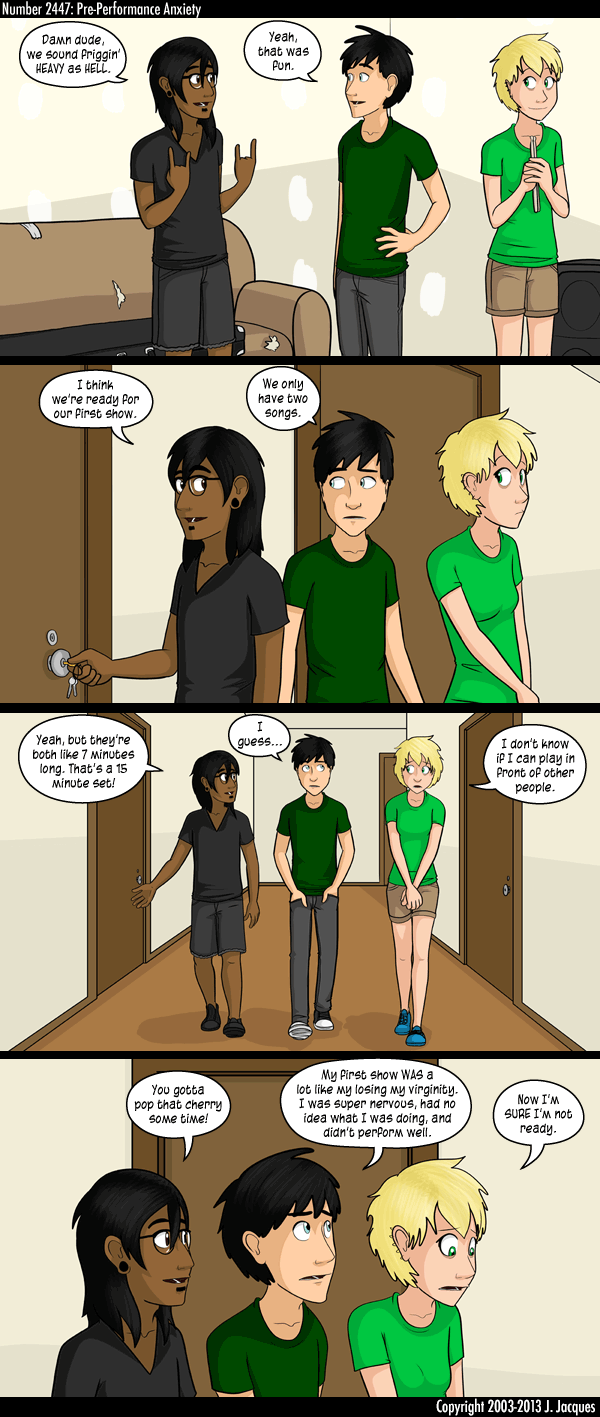 Number 2447: Pre-Performance Anxiety
Damn dude,
we sound friggin'
HEAVY as HELL.
Yeah,
that was
fun.
I think
we're ready for
our first show.
We only
have two
songs.
Yeah, but they're
both like 7 minutes
long. That's a 15
minute set!
I
guess...
I don't know
if I can play in
front of other
people.
You gotta
pop that cherry
some time!
My first show WAS a
lot like my losing my virginity.
I was super nervous, had no
idea what I was doing, and
didn't perform well.
Now I'm
SURE I'm not
ready.
Copyright 2003-2013 J. Jacques